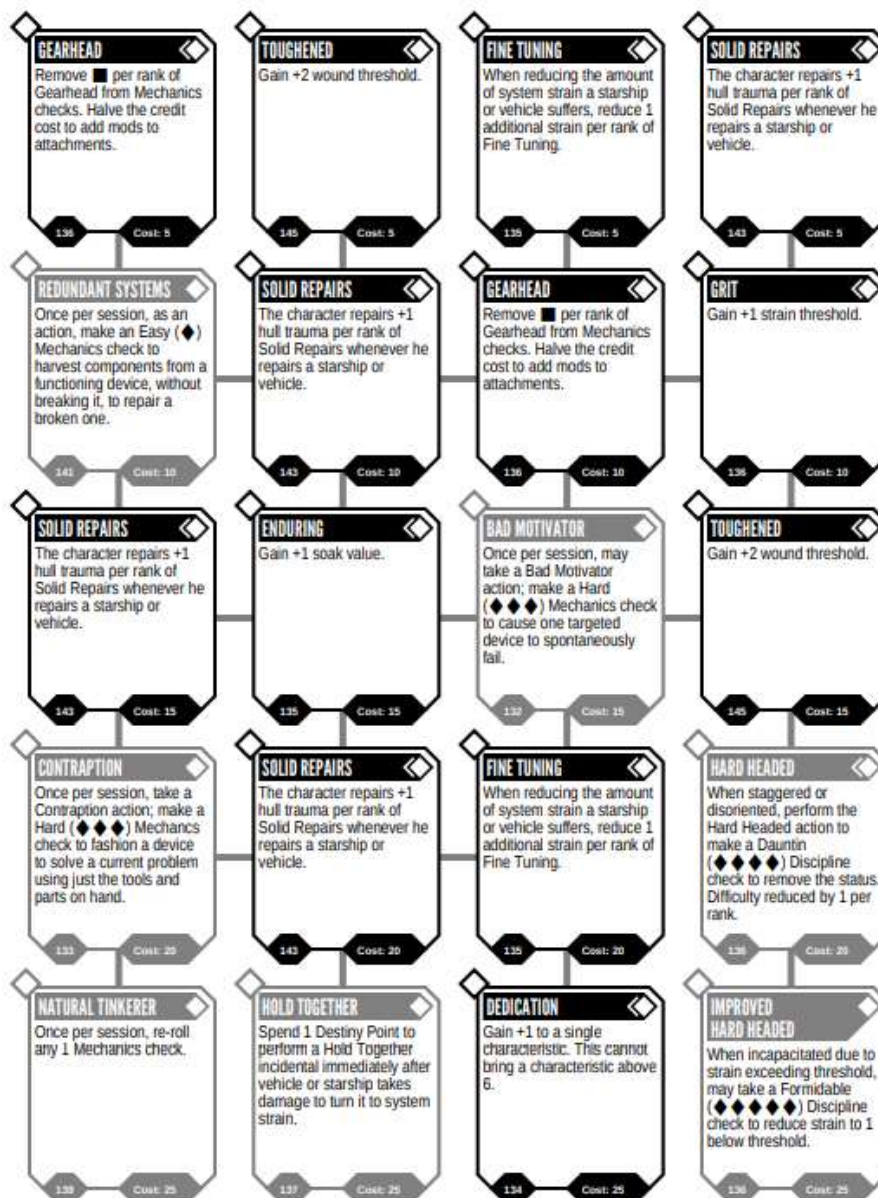 GEARHEAD
Remove ■ per rank of
Gearhead from Mechanics
checks. Halve the credit
cost to add mods to
attachments.
136
Cost: 5
TOUGHENED
Gain +2 wound threshold.
145
Cost: 5
FINE TUNING
When reducing the amount
of system strain a starship
or vehicle suffers, reduce 1
additional strain per rank of
Fine Tuning.
135
Cost: 5
SOLID REPAIRS
The character repairs +1
hull trauma per rank of
Solid Repairs whenever he
repairs a starship or
vehicle.
143
Cost: 5
REDUNDANT SYSTEMS
Once per session, as an
action, make an Easy (♦)
Mechanics check to
harvest components from a
functioning device, without
breaking it, to repair a
broken one.
141
Cost: 10
SOLID REPAIRS
The character repairs +1
hull trauma per rank of
Solid Repairs whenever he
repairs a starship or
vehicle.
143
Cost: 10
GEARHEAD
Remove ■ per rank of
Gearhead from Mechanics
checks. Halve the credit
cost to add mods to
attachments.
136
Cost: 10
GRIT
Gain +1 strain threshold.
136
Cost: 10
SOLID REPAIRS
The character repairs +1
hull trauma per rank of
Solid Repairs whenever he
repairs a starship or
vehicle.
143
Cost: 15
ENDURING
Gain +1 soak value.
135
Cost: 15
BAD MOTIVATOR
Once per session, may
take a Bad Motivator
action; make a Hard
(♦♦♦) Mechanics check
to cause one targeted
device to spontaneously
fail.
132
Cost: 15
TOUGHENED
Gain +2 wound threshold.
145
Cost: 15
CONTRAPTION
Once per session, take a
Contraption action; make a
Hard (♦♦♦) Mechancs
check to fashion a device
to solve a current problem
using just the tools and
parts on hand.
133
Cost: 20
SOLID REPAIRS
The character repairs +1
hull trauma per rank of
Solid Repairs whenever he
repairs a starship or
vehicle.
143
Cost: 20
FINE TUNING
When reducing the amount
of system strain a starship
or vehicle suffers, reduce 1
additional strain per rank of
Fine Tuning.
135
Cost: 20
HARD HEADED
When staggered or
disoriented, perform the
Hard Headed action to
make a Dauntin
(♦♦♦♦) Discipline
check to remove the status.
Difficulty reduced by 1 per
rank.
136
Cost: 20
NATURAL TINKERER
Once per session, re-roll
any 1 Mechanics check.
139
Cost: 25
HOLD TOGETHER
Spend 1 Destiny Point to
perform a Hold Together
incidental immediately after
vehicle or starship takes
damage to turn it to system
strain.
137
Cost: 25
DEDICATION
Gain +1 to a single
characteristic. This cannot
bring a characteristic above
6.
134
Cost: 25
IMPROVED
HARD HEADED
When incapacitated due to
strain exceeding threshold,
may take a Formidable
(♦♦♦♦♦) Discipline
check to reduce strain to 1
below threshold.
136
Cost: 25